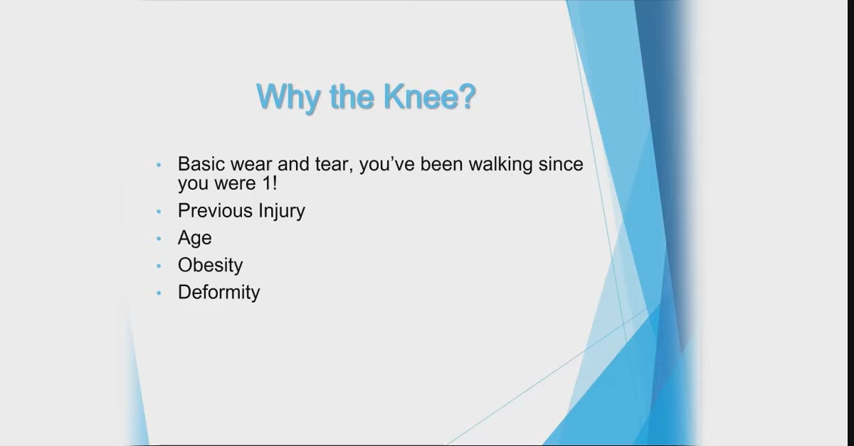 Why the Knee?
• Basic wear and tear, you've been walking since
you were 1!
• Previous Injury
• Age
• Obesity
• Deformity